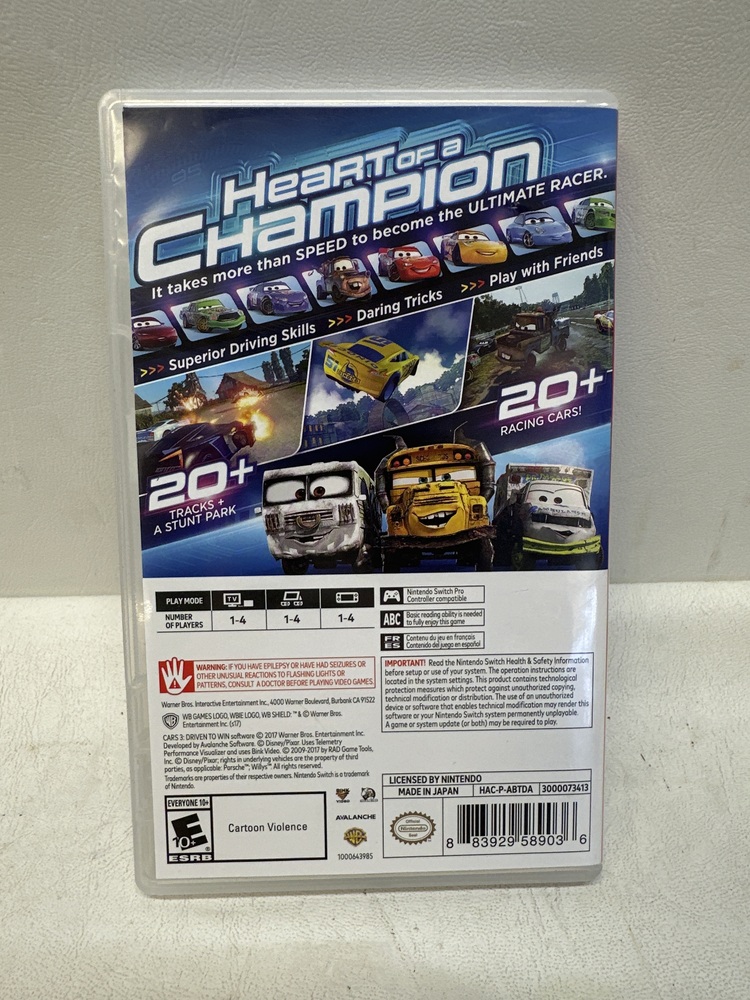 HEART OF A
CHAMPION
It takes more than SPEED to become the ULTIMATE RACER.
>>> Superior Driving Skills >>> Daring Tricks >>> Play with Friends
20+
RACING CARS!
20+
TRACKS +
A STUNT PARK
PLAY MODE
TV
NUMBER
OF PLAYERS
1-4
1-4
1-4
Nintendo Switch Pro
Controller compatible
ABC
Basic reading ability is needed
to fully enjoy this game
FR
ES
Contenu du jeu en français
Contenido del juego en español
WARNING: IF YOU HAVE EPILEPSY OR HAVE HAD SEIZURES OR
OTHER UNUSUAL REACTIONS TO FLASHING LIGHTS OR
PATTERNS, CONSULT A DOCTOR BEFORE PLAYING VIDEO GAMES.
IMPORTANT! Read the Nintendo Switch Health & Safety Information
before setup or use of your system. The operation instructions are
located in the system settings. This product contains technological
protection measures which protect against unauthorized copying,
technical modification or distribution. The use of an unauthorized
device or software that enables technical modification may render this
software or your Nintendo Switch system permanently unplayable.
A game or system update (or both) may be required to play.
Warner Bros. Interactive Entertainment Inc., 4000 Warner Boulevard, Burbank CA 91522
WB GAMES LOGO, WBIE LOGO, WB SHIELD: ™ & © Warner Bros.
Entertainment Inc. (s17)
CARS 3: DRIVEN TO WIN software © 2017 Warner Bros. Entertainment Inc.
Developed by Avalanche Software. © Disney/Pixar. Uses Telemetry
Performance Visualizer and uses Bink Video. © 2009-2017 by RAD Game Tools,
Inc. © Disney/Pixar; rights in underlying vehicles are the property of third
parties, as applicable: Porsche™; Willys™. All rights reserved.
Trademarks are properties of their respective owners. Nintendo Switch is a trademark
of Nintendo.
LICENSED BY NINTENDO
MADE IN JAPAN
HAC-P-ABTDA
3000073413
EVERYONE 10+
E
10+
ESRB
Cartoon Violence
AVALANCHE
WB
1000643985
Official
Nintendo
Seal
8 83929 58903 6